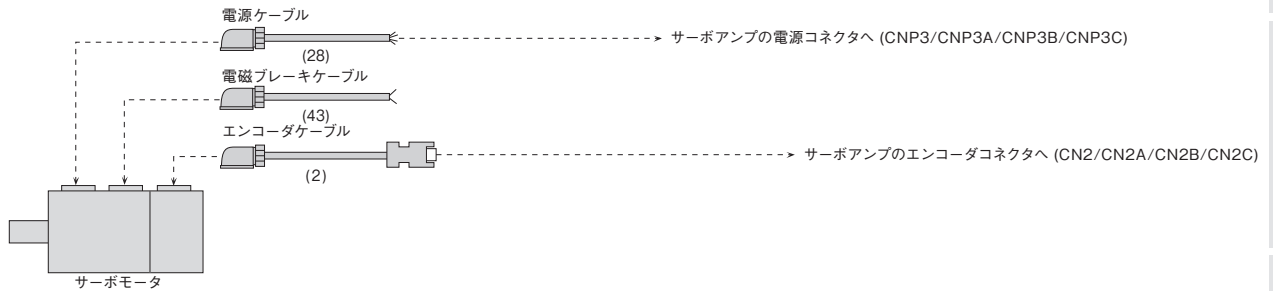 電源ケーブル
サーボアンプの電源コネクタへ (CNP3/CNP3A/CNP3B/CNP3C)
(28)
電磁ブレーキケーブル
(43)
エンコーダケーブル
サーボアンプのエンコーダコネクタへ (CN2/CN2A/CN2B/CN2C)
(2)
サーボモータ